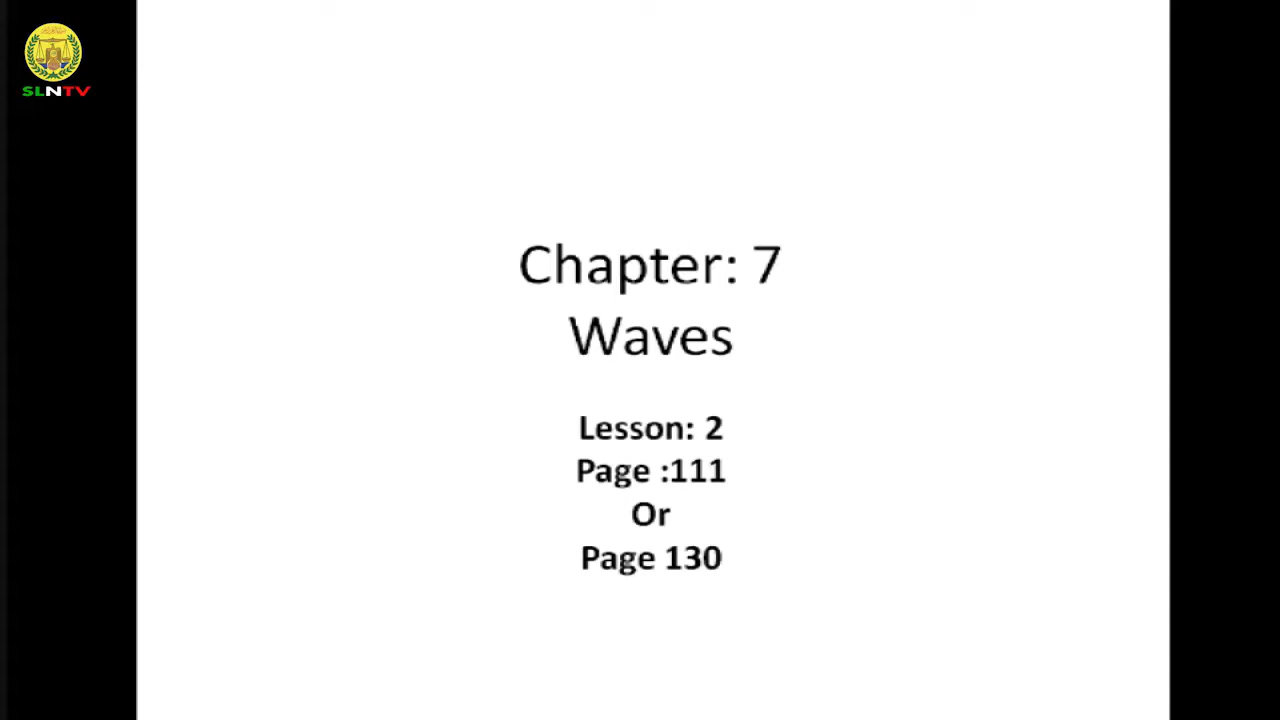 SLNTV
Chapter: 7
Waves
Lesson: 2
Page :111
Or
Page 130